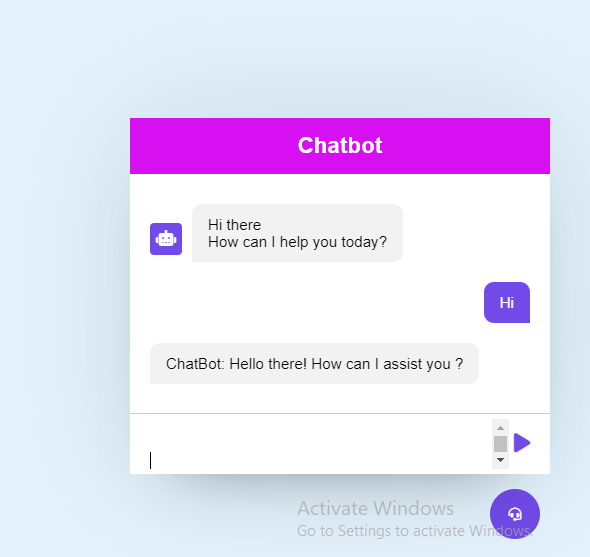 Chatbot
Hi there
How can I help you today?
Hi
ChatBot: Hello there! How can I assist you ?
Activate Windows
Go to Settings to activate Windows.